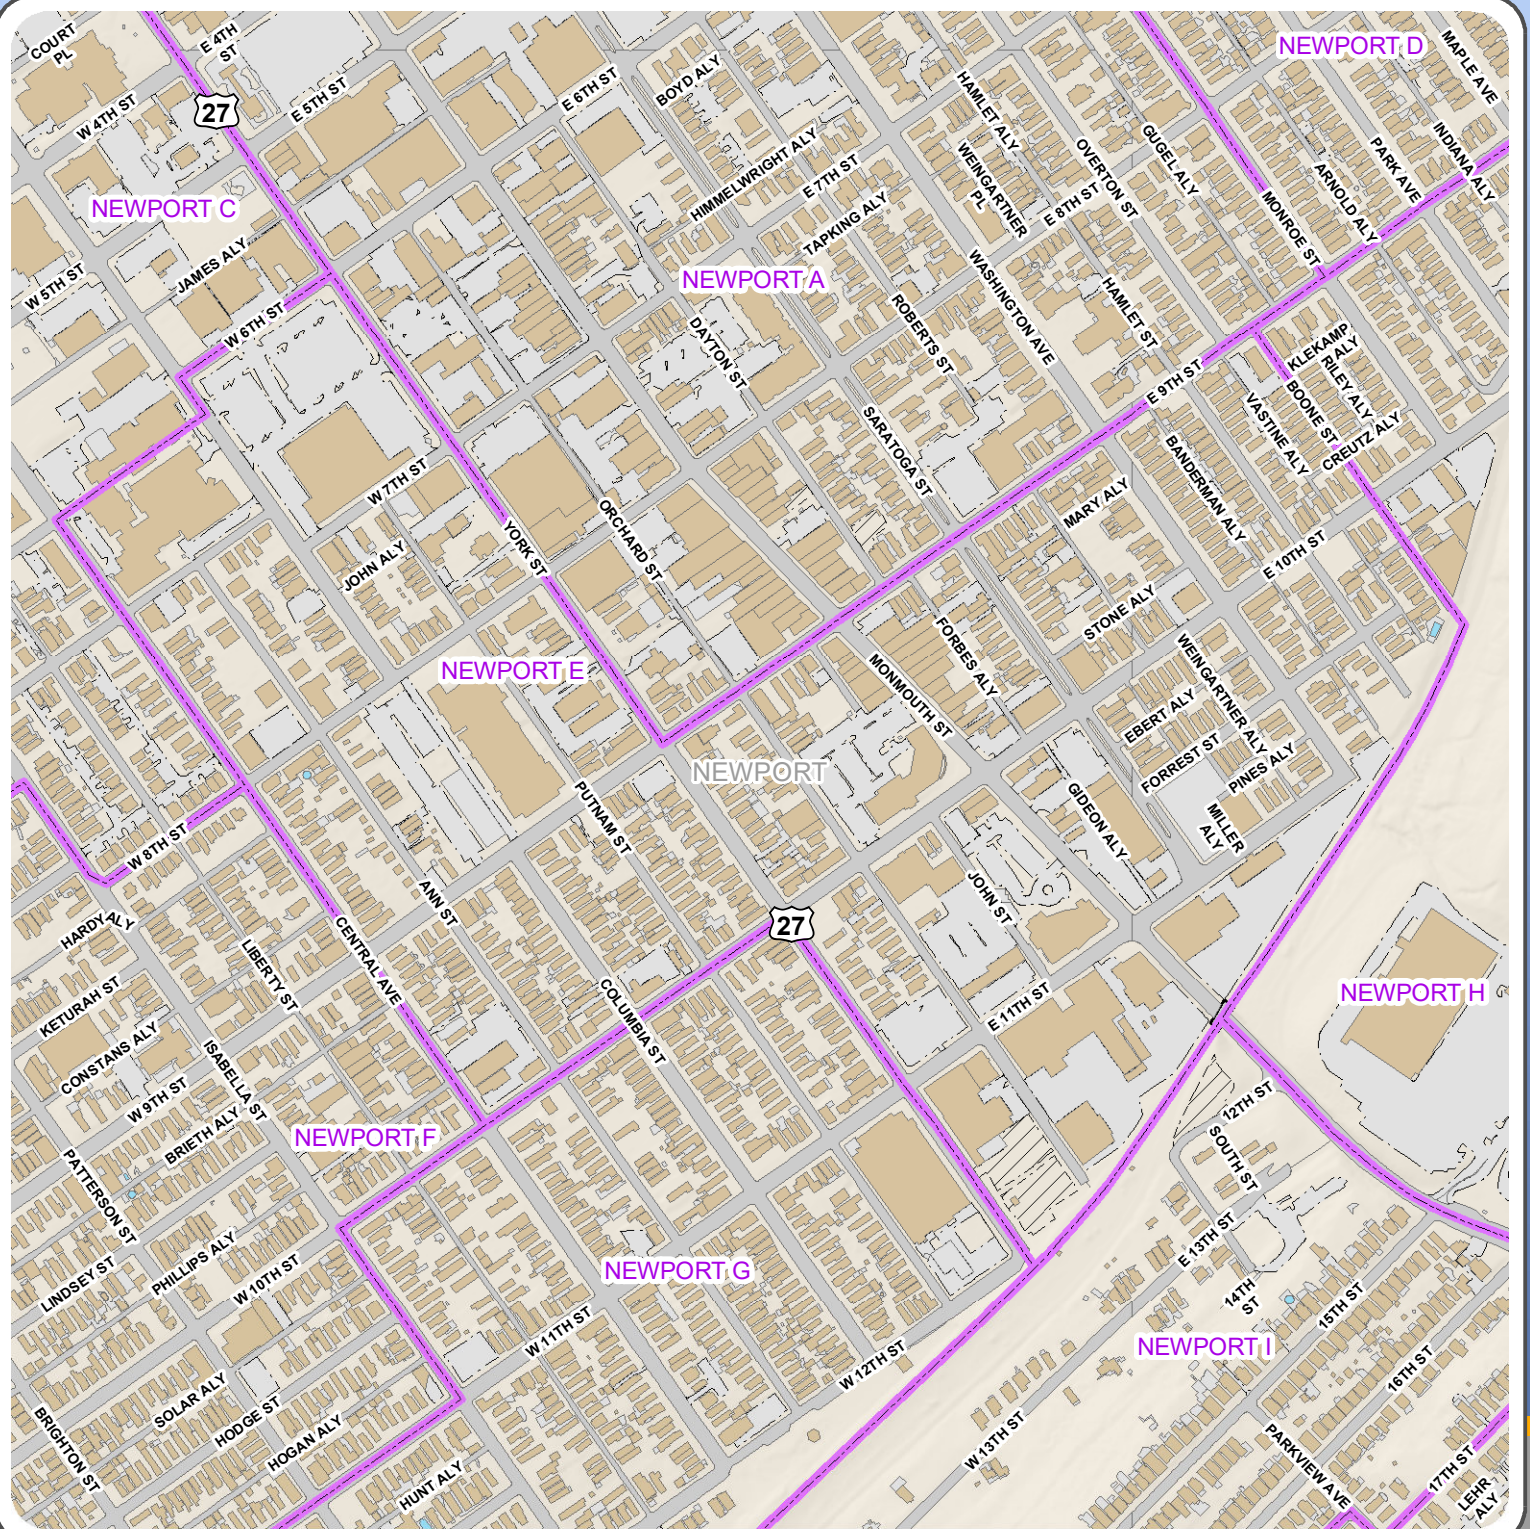 COURT
PL
E 4TH
ST
W 4TH ST
27
E 5TH ST
E 6TH ST
BOYD ALY
HAMLET ALY
NEWPORT D
MAPLE AVE
INDIANA ALY
PARK AVE
ARNOLD ALY
GUGEL ALY
OVERTON ST
WEINGARTNER
PL
HIMMELWRIGHT ALY
E 7TH ST
TAPKING ALY
E 8TH ST
MONROE ST
NEWPORT C
JAMES ALY
W 5TH ST
W 6TH ST
NEWPORT A
DAYTON ST
ROBERTS ST
WASHINGTON AVE
HAMLET ST
E 9TH ST
KLEKAMP
ALY
RILEY ALY
BOONE ST
VASTINE ALY
CREUTZ ALY
SARATOGA ST
BANDERMAN ALY
MARY ALY
W 7TH ST
JOHN ALY
YORK ST
ORCHARD ST
E 10TH ST
STONE ALY
FORBES ALY
MONMOUTH ST
WEINGARTNER ALY
EBERT ALY
FORREST ST
PINES ALY
MILLER
ALY
GIDEON ALY
NEWPORT E
NEWPORT
PUTNAM ST
W 8TH ST
ANN ST
HARDY ALY
CENTRAL AVE
LIBERTY ST
KETURAH ST
CONSTANS ALY
ISABELLA ST
W 9TH ST
BRIETH ALY
27
JOHN ST
COLUMBIA ST
E 11TH ST
NEWPORT H
12TH ST
SOUTH ST
E 13TH ST
14TH
ST
15TH ST
NEWPORT F
PATTERSON ST
PHILLIPS ALY
LINDSEY ST
W 10TH ST
NEWPORT G
W 11TH ST
W 12TH ST
NEWPORT I
16TH ST
SOLAR ALY
HODGE ST
HOGAN ALY
BRIGHTON ST
HUNT ALY
W 13TH ST
PARKVIEW AVE
17TH ST
LEHR
ALY